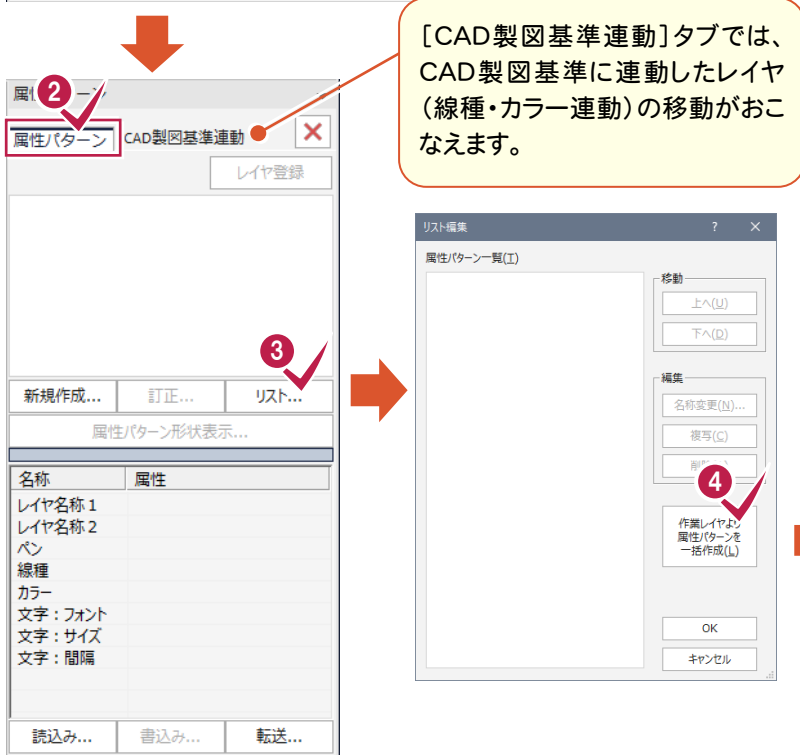 [CAD製図基準連動]タブでは、
CAD製図基準に連動したレイヤ
(線種・カラー連動)の移動がおこ
なえます。
2
属性パターン CAD製図基準連動
レイヤ登録
3
新規作成... 訂正... リスト...
属性パターン形状表示...
名称 属性
レイヤ名称 1
レイヤ名称 2
ペン
線種
カラー
文字:フォント
文字:サイズ
文字:間隔
読込み... 書込み... 転送...
リスト編集 ?
属性パターン一覧(T)
移動
上へ(U)
下へ(D)
編集
名称変更(N)...
複写(C)
4
作業レイヤより
属性パターンを
一括作成(L)
OK
キャンセル